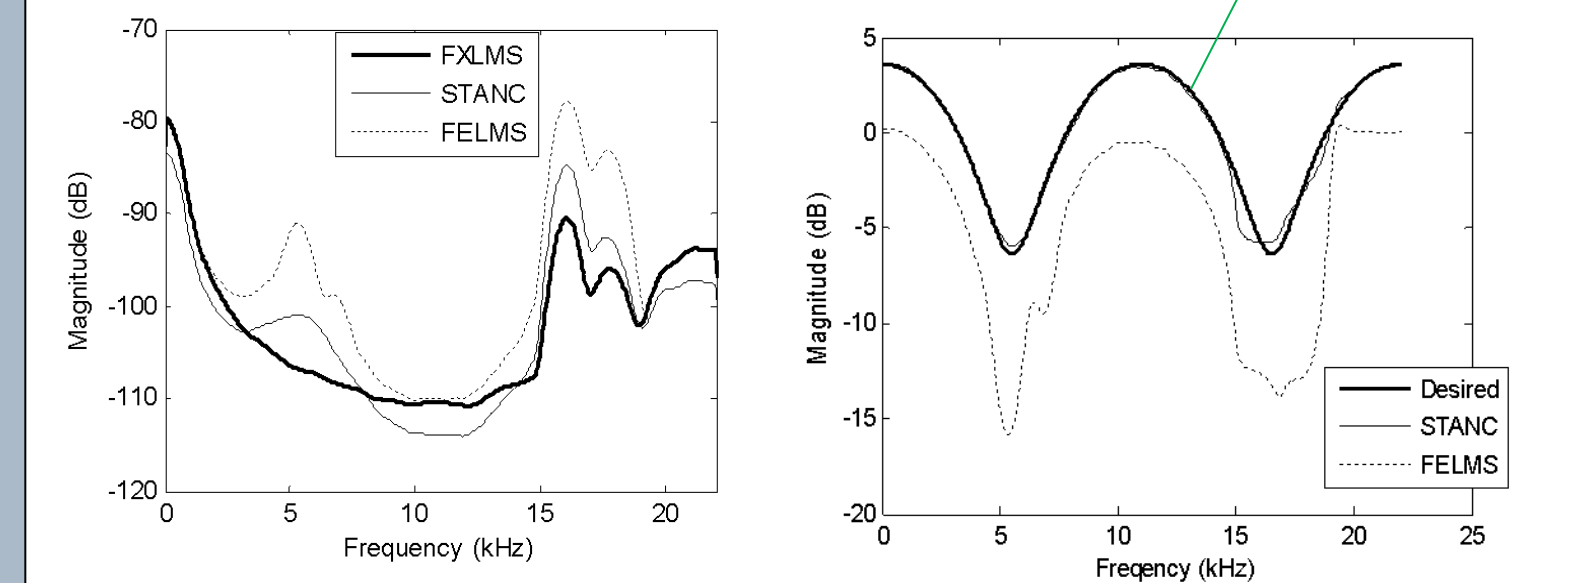 -70
-80
-90
-100
-110
-120
Magnitude (dB)
FXLMS
STANC
FELMS
0 5 10 15 20
Frequency (kHz)
5
0
-5
-10
-15
-20
Magnitude (dB)
Desired
STANC
FELMS
0 5 10 15 20 25
Freqency (kHz)